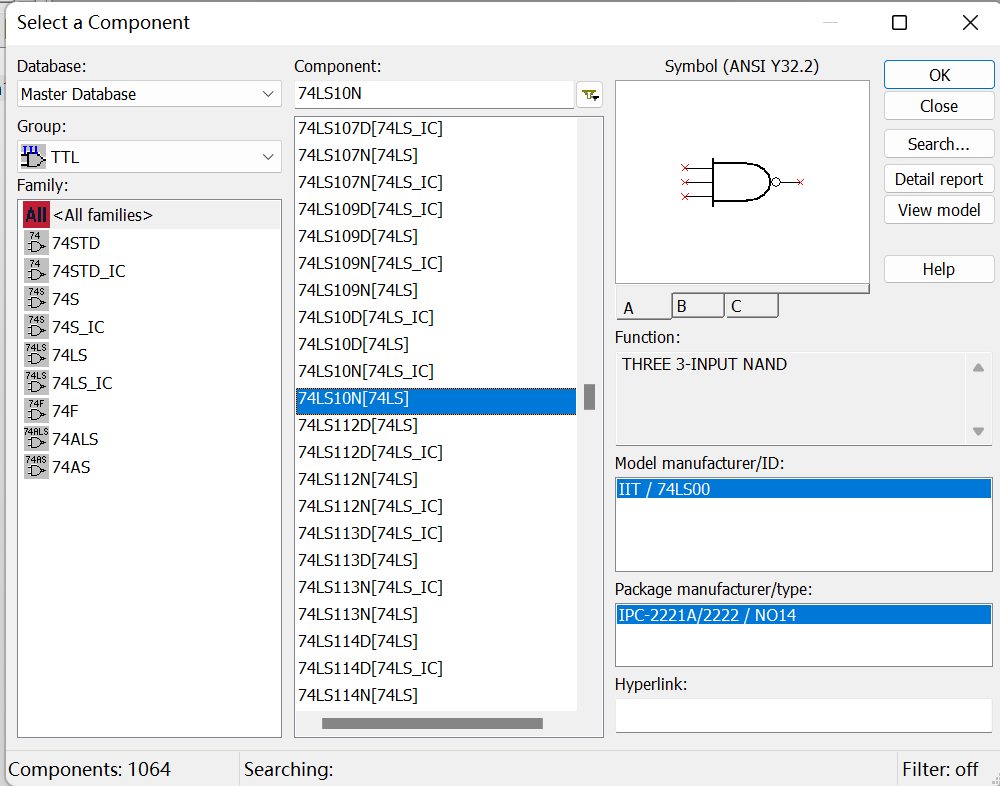 Select a Component
Database:
Master Database
Group:
TTL
Family:
All <All families>
74 74STD
74 74STD_IC
74S 74S
74S 74S_IC
74LS 74LS
74LS 74LS_IC
74F 74F
74ALS 74ALS
74AS 74AS
Component:
74LS10N
74LS107D[74LS_IC]
74LS107N[74LS]
74LS107N[74LS_IC]
74LS109D[74LS_IC]
74LS109D[74LS]
74LS109N[74LS_IC]
74LS109N[74LS]
74LS10D[74LS_IC]
74LS10D[74LS]
74LS10N[74LS_IC]
74LS10N[74LS]
74LS112D[74LS]
74LS112D[74LS_IC]
74LS112N[74LS]
74LS112N[74LS_IC]
74LS113D[74LS_IC]
74LS113D[74LS]
74LS113N[74LS_IC]
74LS113N[74LS]
74LS114D[74LS]
74LS114D[74LS_IC]
74LS114N[74LS]
Symbol (ANSI Y32.2)
A B C
Function:
THREE 3-INPUT NAND
Model manufacturer/ID:
IIT / 74LS00
Package manufacturer/type:
IPC-2221A/2222 / NO14
Hyperlink:
OK
Close
Search...
Detail report
View model
Help
Components: 1064
Searching:
Filter: off